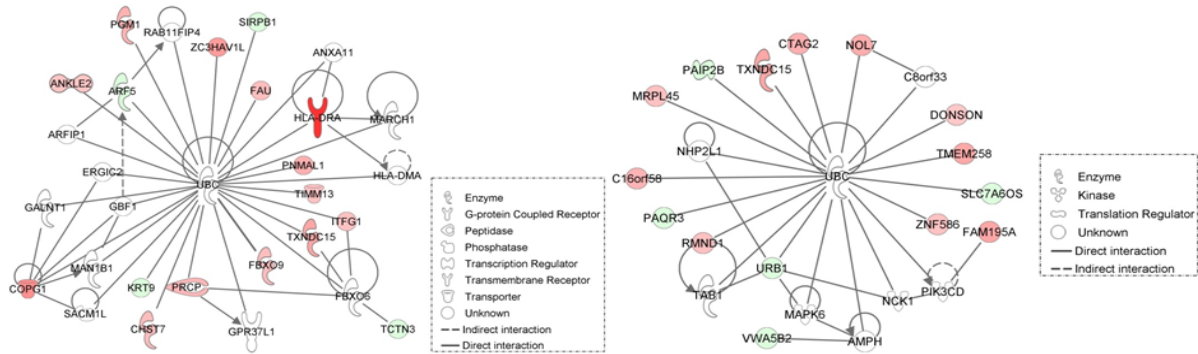 PGM1
RAB11FIP4
SIRPB1
ZC3HAV1L
ANXA11
ANKLE2
ARF5
FAU
HLA-DRA
MARCH1
ARFIP1
PNMAL1
HLA-DMA
ERGIC2
UBC
TIMM13
GALNT1
GBF1
ITFG1
TXNDC15
MAN1B1
FBXO9
COPG1
KRT9
PRCP
FBXO6
SACM1L
CHST7
GPR37L1
TCTN3
Enzyme
G-protein Coupled Receptor
Peptidase
Phosphatase
Transcription Regulator
Transmembrane Receptor
Transporter
Unknown
Indirect interaction
Direct interaction
CTAG2
NOL7
PAIP2B
TXNDC15
C8orf33
MRPL45
DONSON
NHP2L1
TMEM258
C16orf58
UBC
SLC7A6OS
PAQR3
ZNF586
FAM195A
RMND1
URB1
TAB1
NCK1
PIK3CD
MAPK6
VWA5B2
AMPH
Enzyme
Kinase
Translation Regulator
Unknown
Direct interaction
Indirect interaction